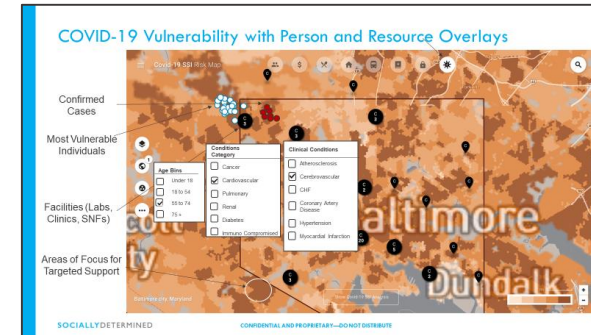 COVID-19 Vulnerability with Person and Resource Overlays
Covid-19 SSI Risk Map
Confirmed
Cases
Most Vulnerable
Individuals
Facilities (Labs,
Clinics, SNFs)
Areas of Focus for
Targeted Support
Age Bins
Under 18
18 to 54
55 to 74
75 +
Conditions
Category
Cancer
Cardiovascular
Pulmonary
Renal
Diabetes
Immuno Compromised
Clinical Conditions
Atherosclerosis
Cerebrovascular
CHF
Coronary Artery
Disease
Hypertension
Myocardial Infarction
altimore
Dundalk
SOCIALLYDETERMINED
CONFIDENTIAL AND PROPRIETARY—DO NOT DISTRIBUTE